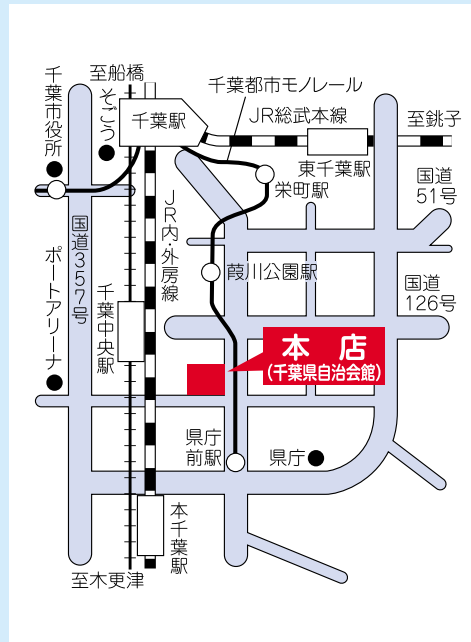 至船橋
千葉市役所
そごう
千葉駅
千葉都市モノレール
JR総武本線
至銚子
東千葉駅
栄町駅
国道
51号
JR内・外房線
国道357号
葭川公園駅
ポートアリーナ
千葉中央駅
国道
126号
本店
(千葉県自治会館)
県庁
前駅
県庁
本千葉駅
至木更津